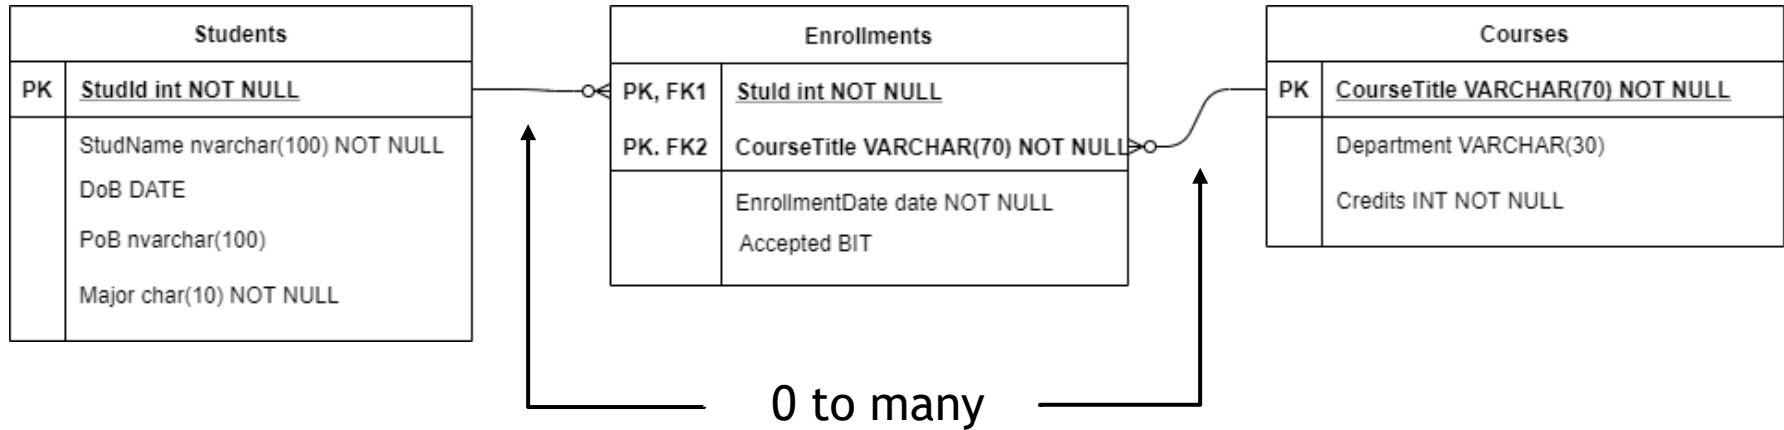 Students
PK StudId int NOT NULL
StudName nvarchar(100) NOT NULL
DoB DATE
PoB nvarchar(100)
Major char(10) NOT NULL
Enrollments
PK, FK1 StuId int NOT NULL
PK. FK2 CourseTitle VARCHAR(70) NOT NULL
EnrollmentDate date NOT NULL
Accepted BIT
Courses
PK CourseTitle VARCHAR(70) NOT NULL
Department VARCHAR(30)
Credits INT NOT NULL
0 to many